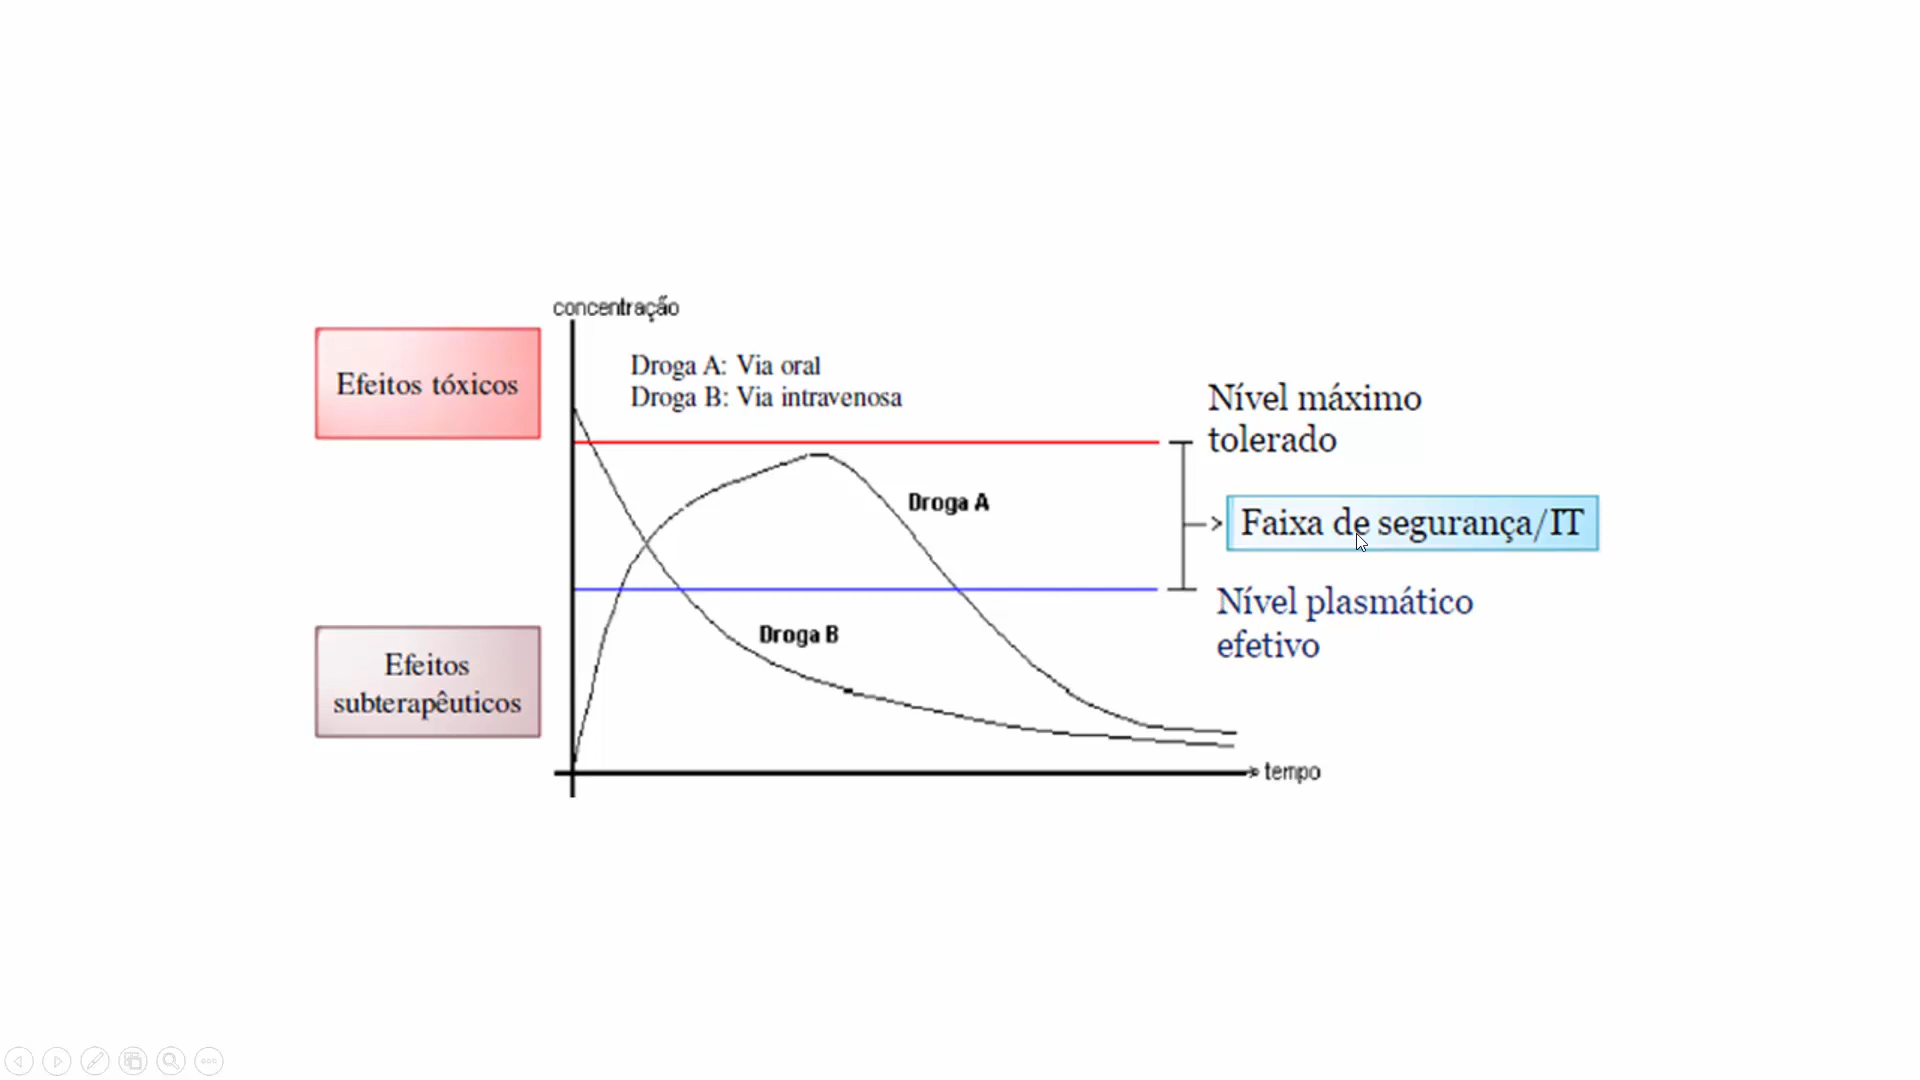 concentração
Efeitos tóxicos
Droga A: Via oral
Droga B: Via intravenosa
Nível máximo
tolerado
Droga A
Faixa de segurança/IT
Nível plasmático
efetivo
Droga B
Efeitos
subterapêuticos
tempo